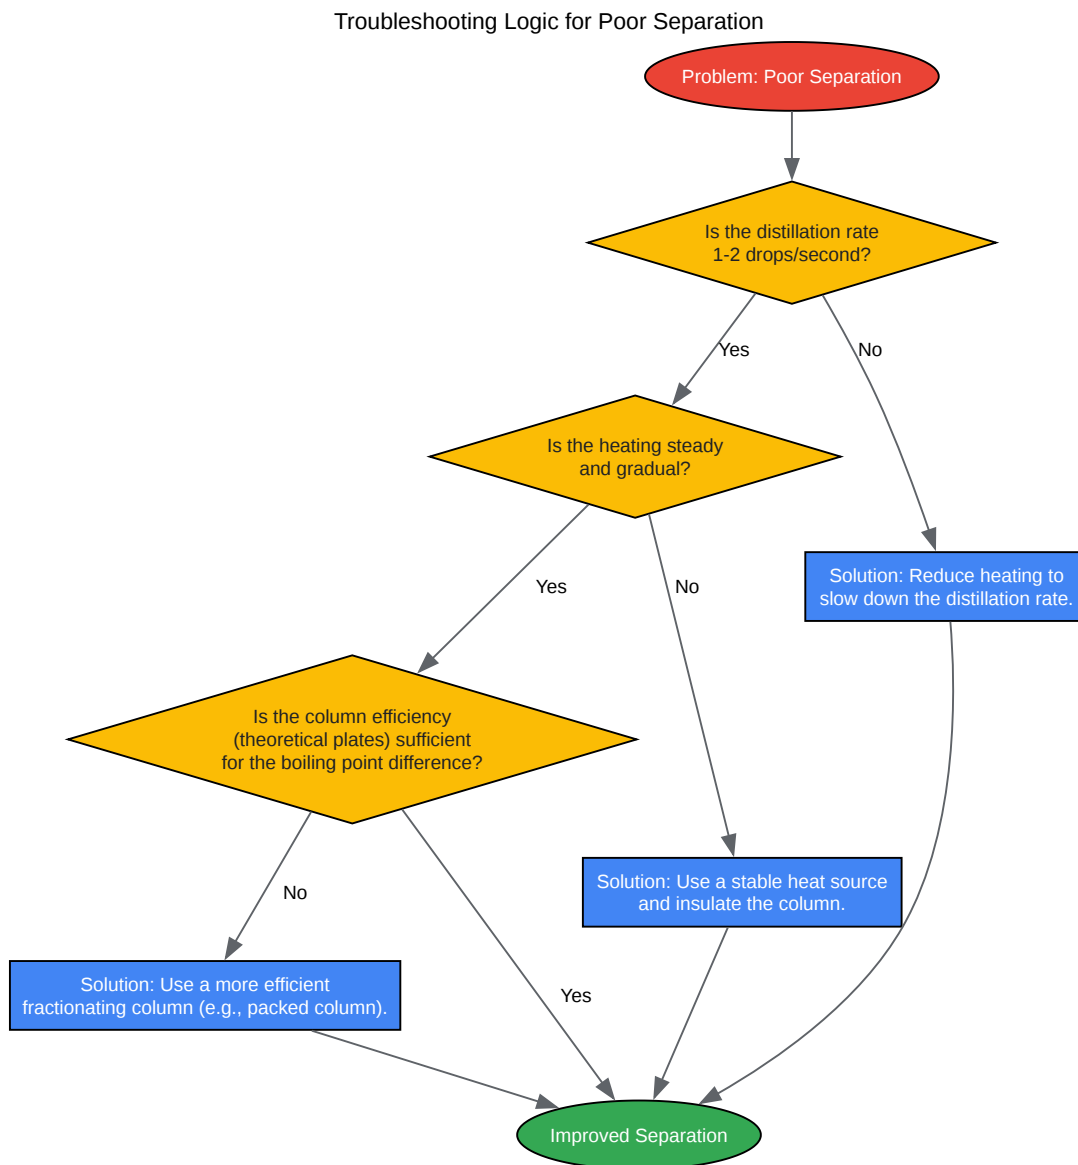 Troubleshooting Logic for Poor Separation
Problem: Poor Separation
Is the distillation rate
1-2 drops/second?
Yes
No
Is the heating steady
and gradual?
Solution: Reduce heating to
slow down the distillation rate.
Yes
No
Is the column efficiency
(theoretical plates) sufficient
for the boiling point difference?
Solution: Use a stable heat source
and insulate the column.
No
Yes
Solution: Use a more efficient
fractionating column (e.g., packed column).
Improved Separation